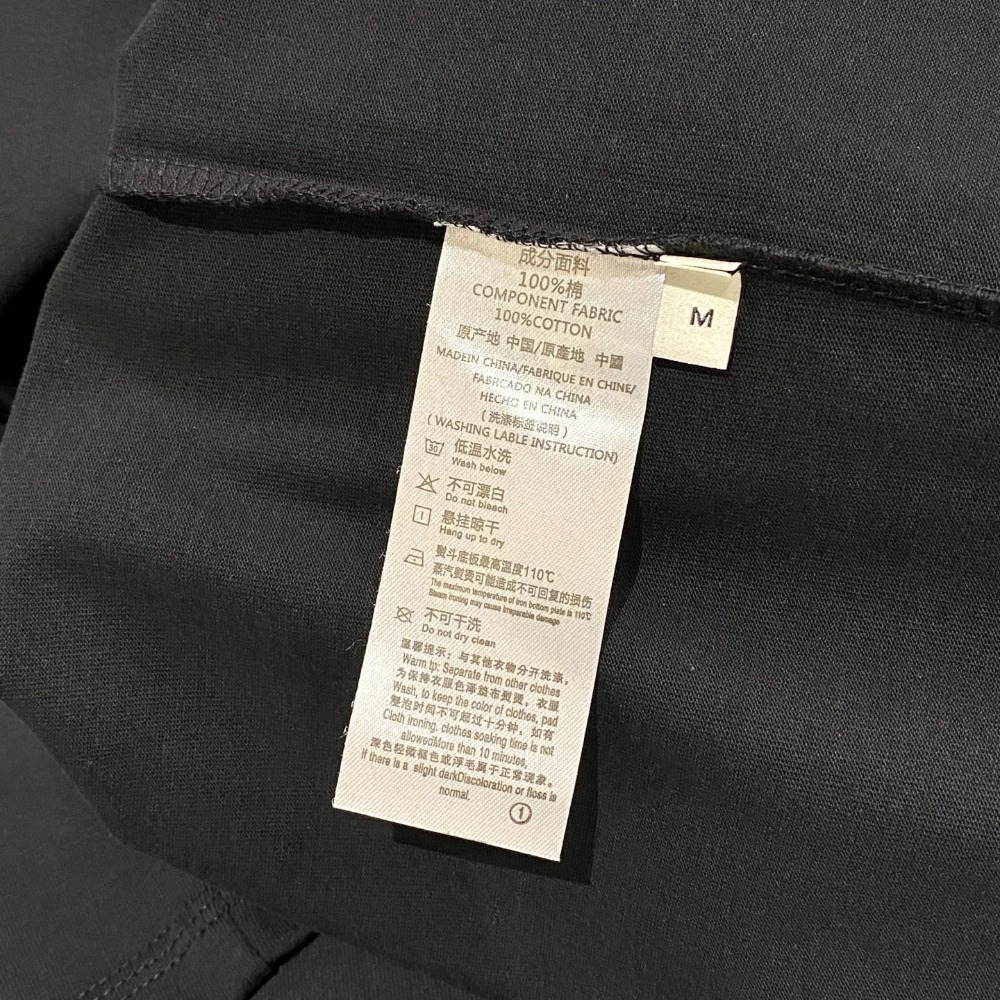 成分面料
100%棉
COMPONENT FABRIC
100%COTTON
原产地 中国/原產地 中國
MADEIN CHINA/FABRIQUE EN CHINE/
FABRCADO NA CHINA
HECHO EN CHINA
(洗涤标签说明)
( WASHING LABLE INSTRUCTION)
30 低温水洗
Wash below
不可漂白
Do not bleach
悬挂晾干
Hang up to dry
熨斗底板最高温度110℃
蒸汽熨烫可能造成不可回复的损伤
The maximum temperature of iron bottom plate is 110℃
Steam ironing may cause irreparable damage
不可干洗
Do not dry clean
温馨提示：与其他衣物分开洗涤，
Warm tp: Separate from other clothes
为保持衣服色泽垫布熨烫，衣服
Wash, to keep the color of clothes, pad
浸泡时间不可超过十分钟，如有
Cloth ironing, clothes soaking time is not
allowedMore than 10 minutes,
深色轻微褪色或浮毛属于正常现象。
if there is a slight darkDiscoloration or floss is
normal.
①
M